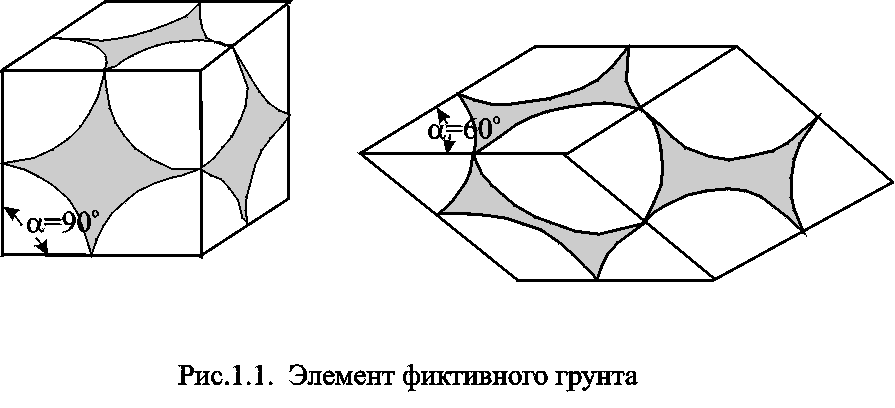 α=90°
α=60°
Рис.1.1. Элемент фиктивного грунта